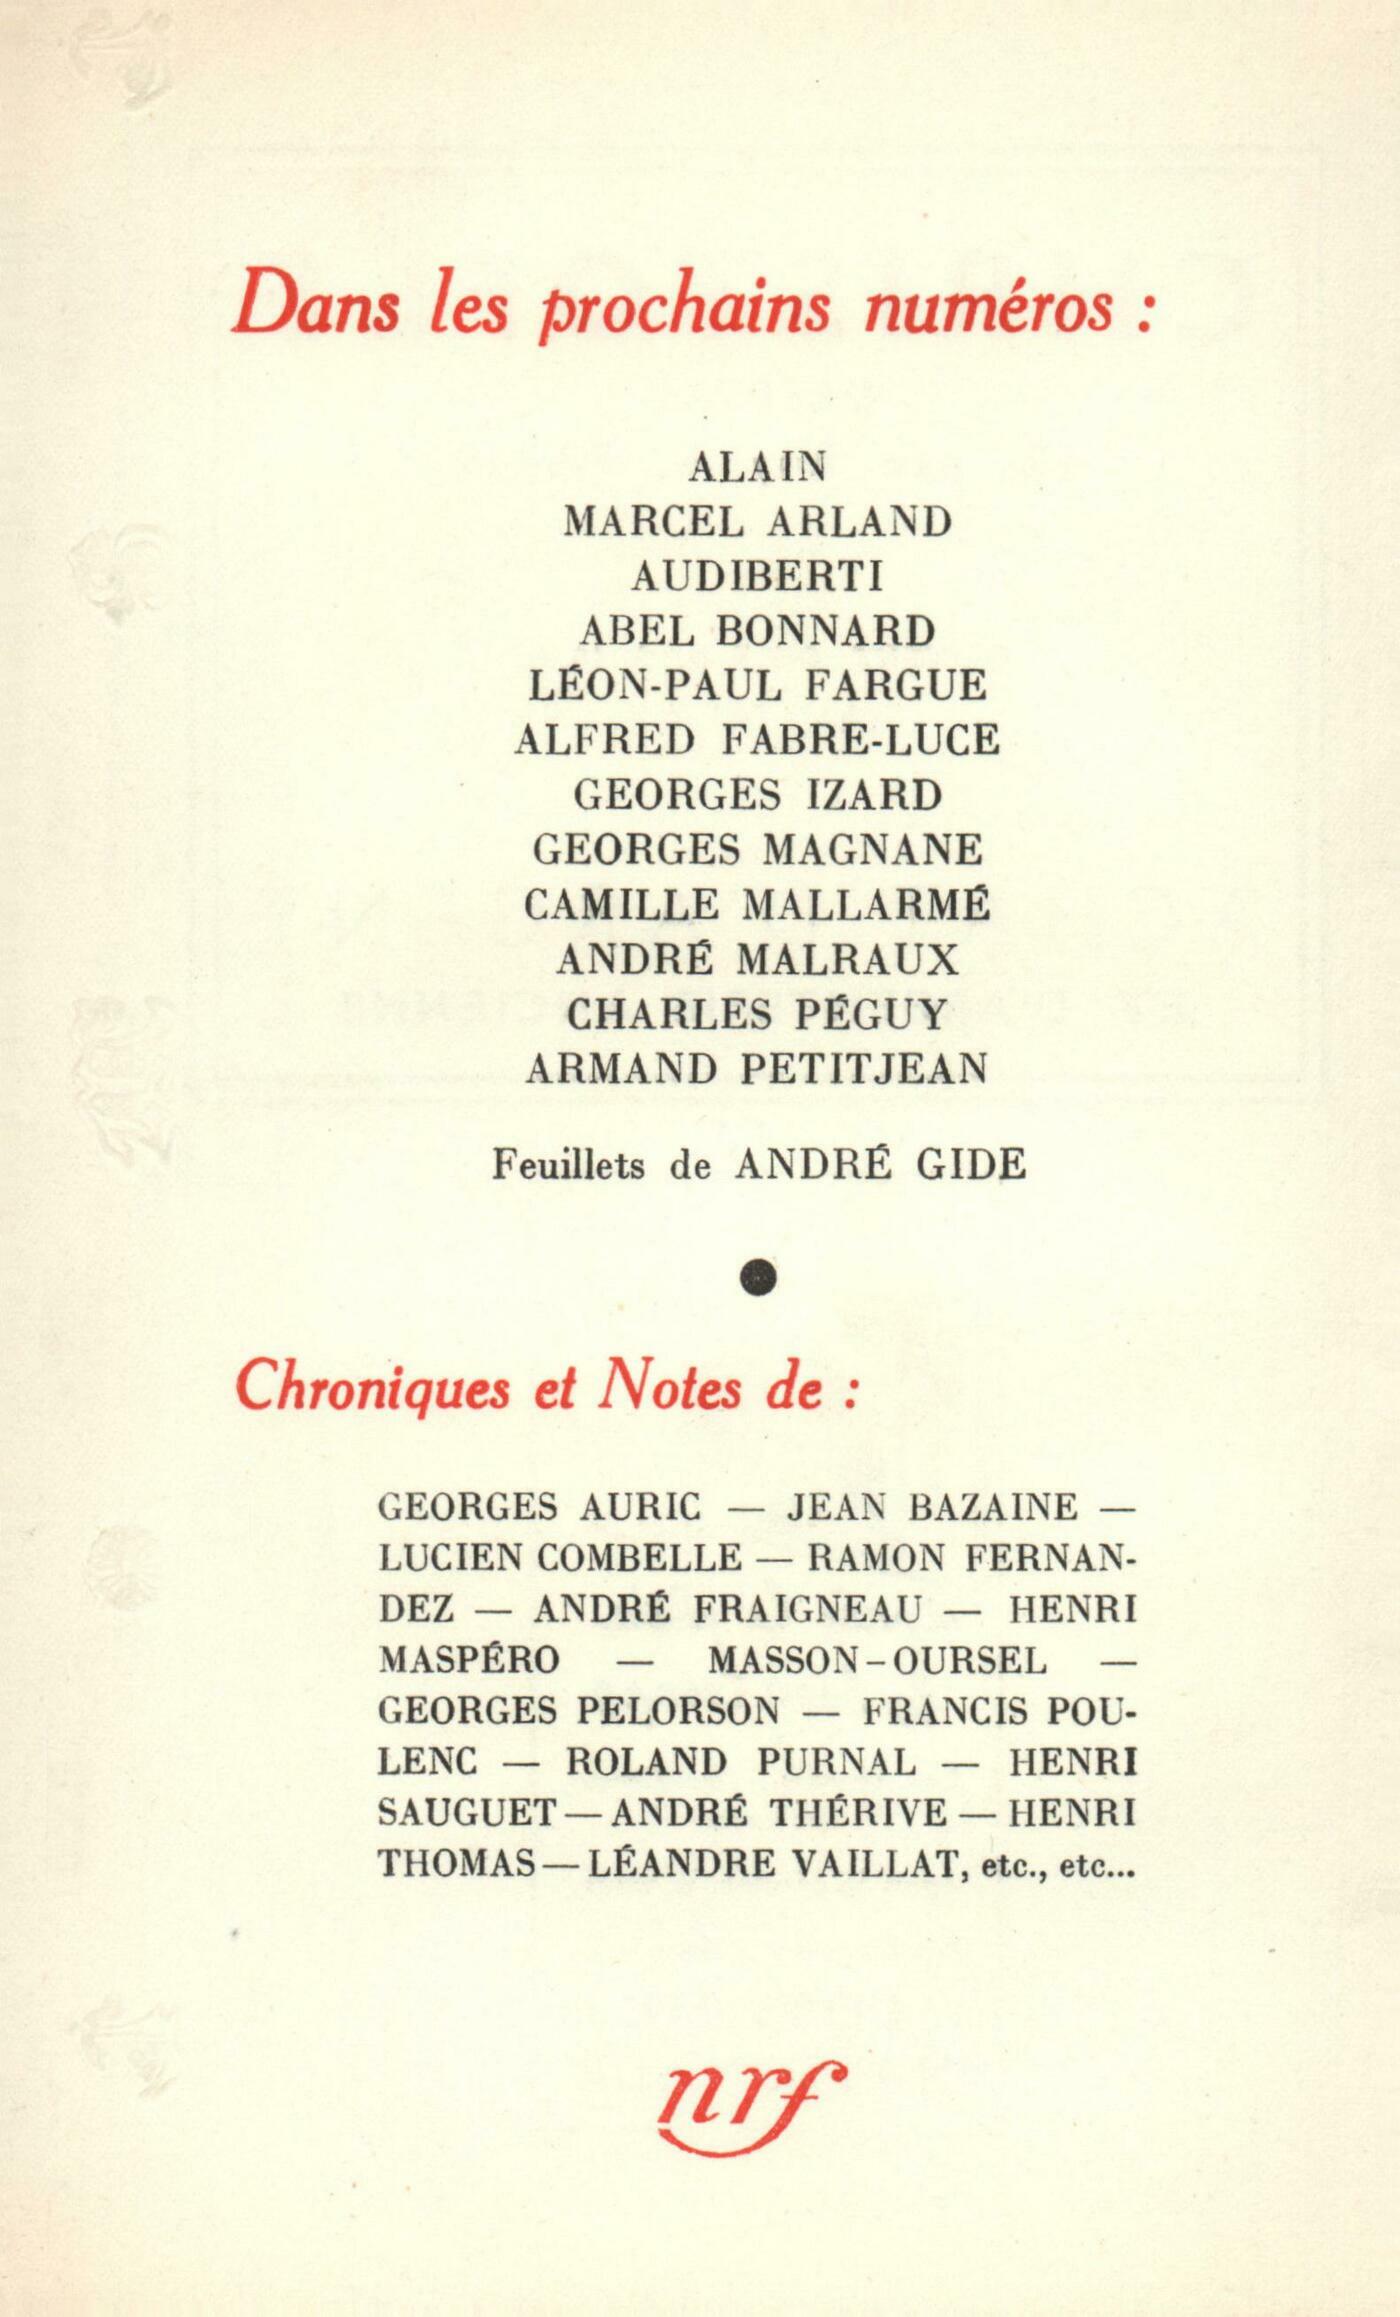 Dans les prochains numéros :
ALAIN
MARCEL ARLAND
AUDIBERTI
ABEL BONNARD
LÉON-PAUL FARGUE
ALFRED FABRE-LUCE
GEORGES IZARD
GEORGES MAGNANE
CAMILLE MALLARMÉ
ANDRÉ MALRAUX
CHARLES PÉGUY
ARMAND PETITJEAN
Feuillets de ANDRÉ GIDE
Chroniques et Notes de :
GEORGES AURIC — JEAN BAZAINE —
LUCIEN COMBELLE — RAMON FERNAN-
DEZ — ANDRÉ FRAIGNEAU — HENRI
MASPÉRO — MASSON-OURSEL —
GEORGES PELORSON — FRANCIS POU-
LENC — ROLAND PURNAL — HENRI
SAUGUET — ANDRÉ THÉRIVE — HENRI
THOMAS — LÉANDRE VAILLAT, etc., etc...
nrf